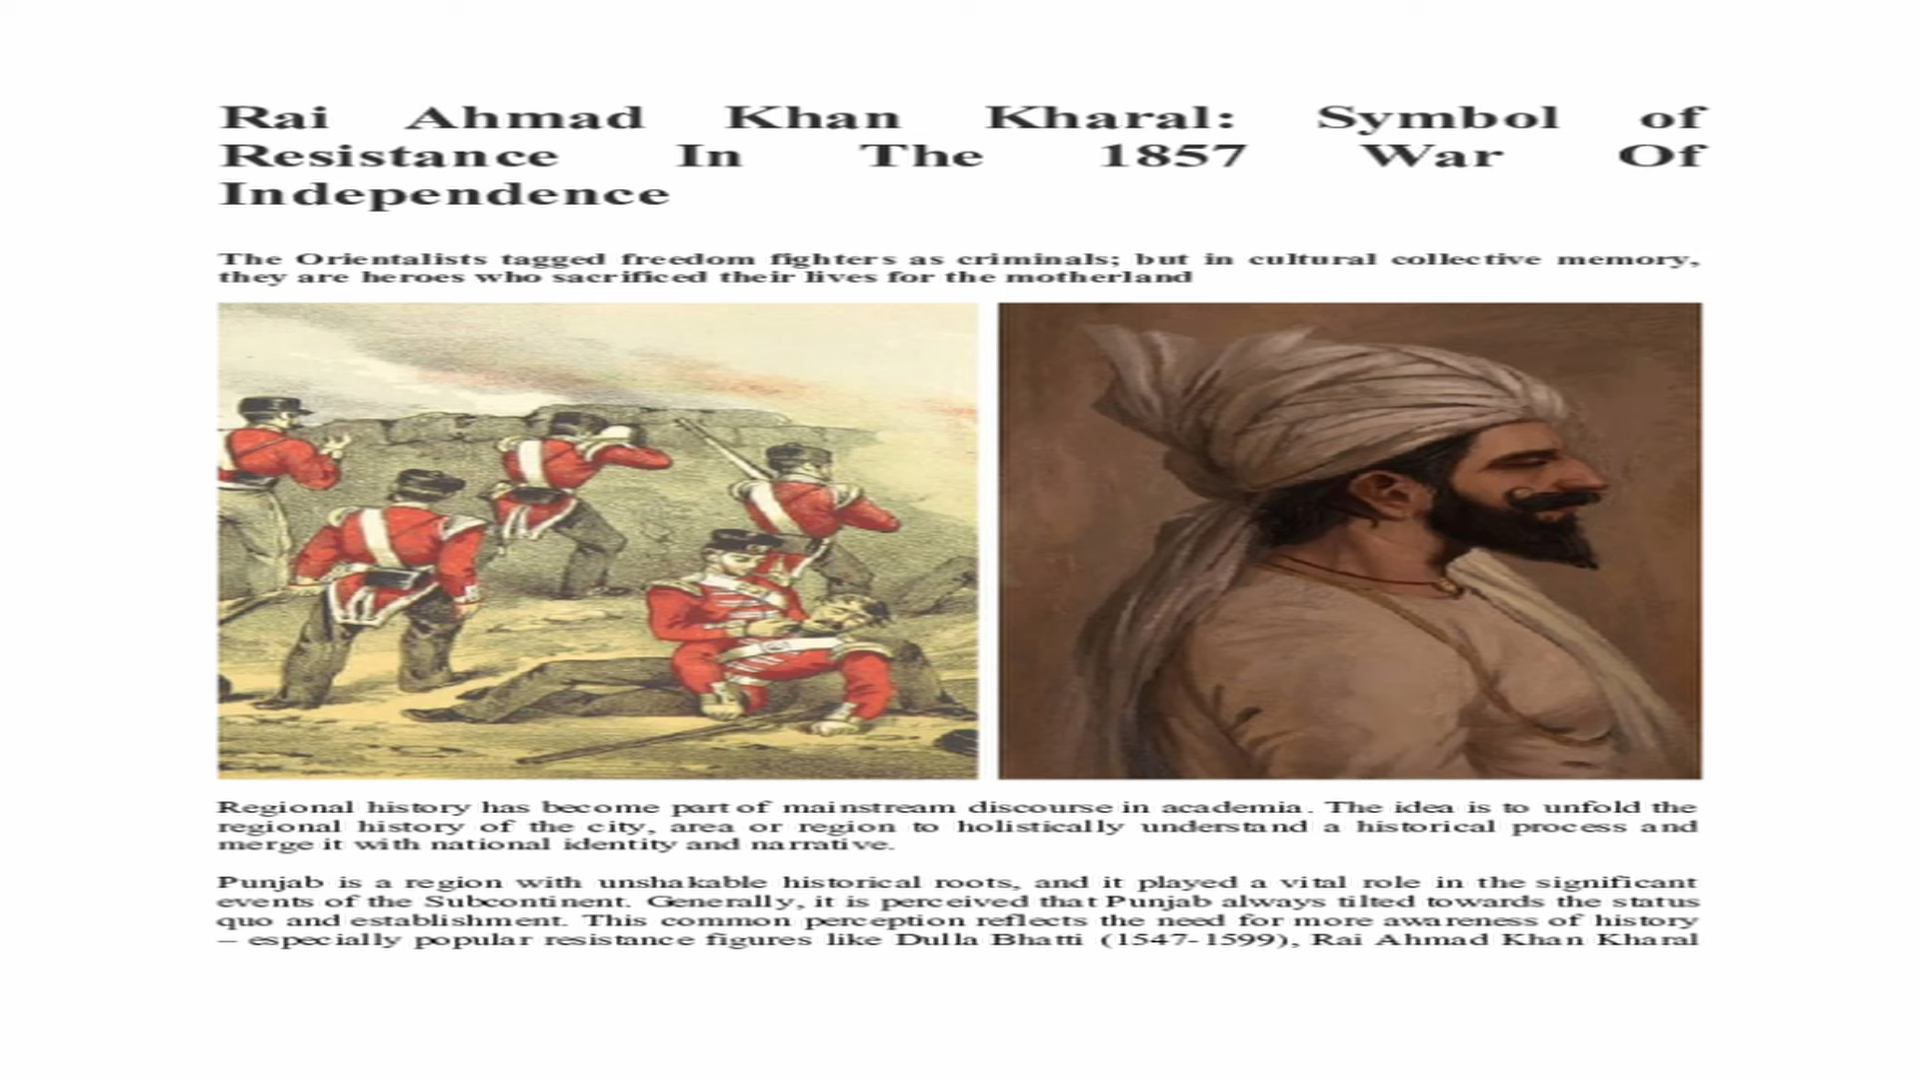 Rai Ahmad Khan Kharal: Symbol of
Resistance In The 1857 War Of
Independence
The Orientalists tagged freedom fighters as criminals; but in cultural collective memory,
they are heroes who sacrificed their lives for the motherland
Regional history has become part of mainstream discourse in academia. The idea is to unfold the
regional history of the city, area or region to holistically understand a historical process and
merge it with national identity and narrative.
Punjab is a region with unshakable historical roots, and it played a vital role in the significant
events of the Subcontinent. Generally, it is perceived that Punjab always tilted towards the status
quo and establishment. This common perception reflects the need for more awareness of history
– especially popular resistance figures like Dulla Bhatti (1547-1599), Rai Ahmad Khan Kharal